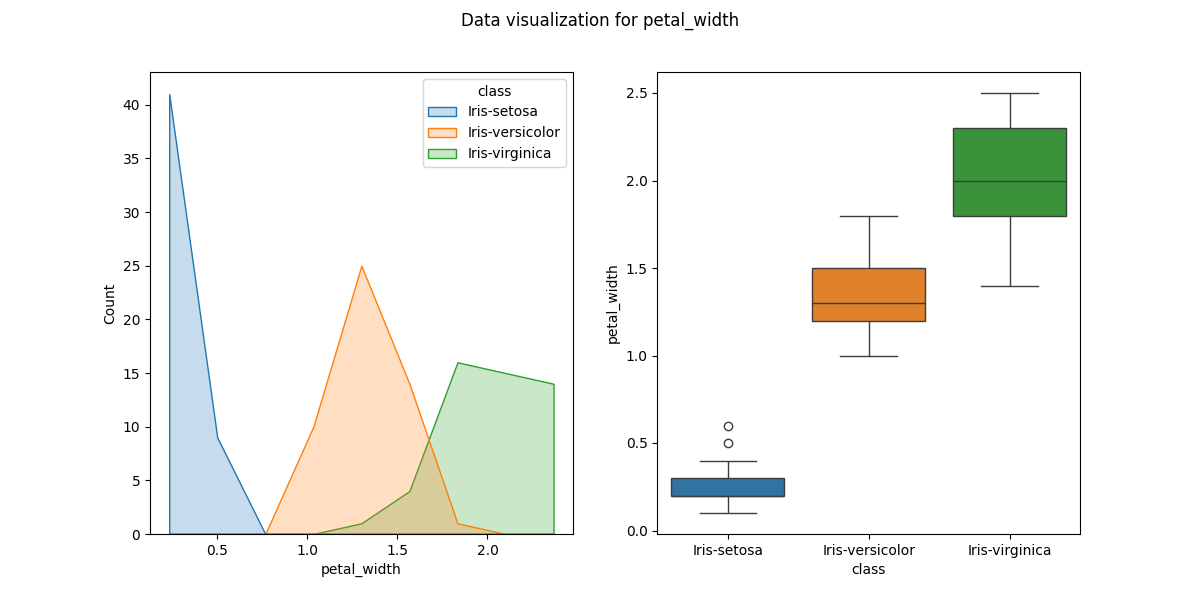 Data visualization for petal_width
class
Iris-setosa
Iris-versicolor
Iris-virginica
40
35
30
25
20
15
10
5
0
Count
0.5 1.0 1.5 2.0
petal_width
2.5
2.0
1.5
1.0
0.5
0.0
petal_width
Iris-setosa Iris-versicolor Iris-virginica
class